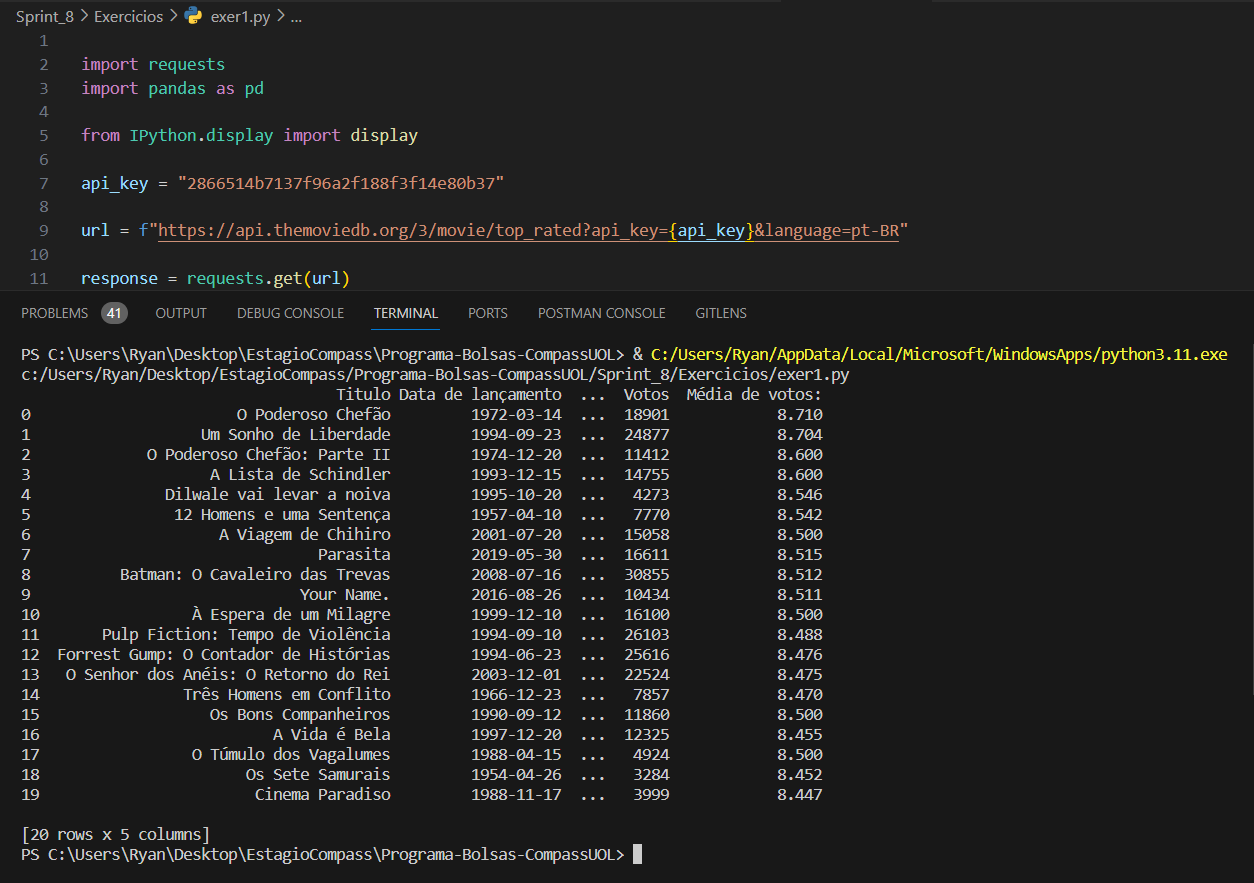 Sprint_8 > Exercicios > exer1.py > ...
1
2 import requests
3 import pandas as pd
4
5 from IPython.display import display
6
7 api_key = "2866514b7137f96a2f188f3f14e80b37"
8
9 url = f"https://api.themoviedb.org/3/movie/top_rated?api_key={api_key}&language=pt-BR"
10
11 response = requests.get(url)
PROBLEMS 41 OUTPUT DEBUG CONSOLE TERMINAL PORTS POSTMAN CONSOLE GITLENS
PS C:\Users\Ryan\Desktop\EstagioCompass\Programa-Bolsas-CompassUOL> & C:/Users/Ryan/AppData/Local/Microsoft/WindowsApps/python3.11.exe
c:/Users/Ryan/Desktop/EstagioCompass/Programa-Bolsas-CompassUOL/Sprint_8/Exercicios/exer1.py
Titulo Data de lançamento ... Votos Média de votos:
0 O Poderoso Chefão 1972-03-14 ... 18901 8.710
1 Um Sonho de Liberdade 1994-09-23 ... 24877 8.704
2 O Poderoso Chefão: Parte II 1974-12-20 ... 11412 8.600
3 A Lista de Schindler 1993-12-15 ... 14755 8.600
4 Dilwale vai levar a noiva 1995-10-20 ... 4273 8.546
5 12 Homens e uma Sentença 1957-04-10 ... 7770 8.542
6 A Viagem de Chihiro 2001-07-20 ... 15058 8.500
7 Parasita 2019-05-30 ... 16611 8.515
8 Batman: O Cavaleiro das Trevas 2008-07-16 ... 30855 8.512
9 Your Name. 2016-08-26 ... 10434 8.511
10 À Espera de um Milagre 1999-12-10 ... 16100 8.500
11 Pulp Fiction: Tempo de Violência 1994-09-10 ... 26103 8.488
12 Forrest Gump: O Contador de Histórias 1994-06-23 ... 25616 8.476
13 O Senhor dos Anéis: O Retorno do Rei 2003-12-01 ... 22524 8.475
14 Três Homens em Conflito 1966-12-23 ... 7857 8.470
15 Os Bons Companheiros 1990-09-12 ... 11860 8.500
16 A Vida é Bela 1997-12-20 ... 12325 8.455
17 O Túmulo dos Vagalumes 1988-04-15 ... 4924 8.500
18 Os Sete Samurais 1954-04-26 ... 3284 8.452
19 Cinema Paradiso 1988-11-17 ... 3999 8.447
[20 rows x 5 columns]
PS C:\Users\Ryan\Desktop\EstagioCompass\Programa-Bolsas-CompassUOL>